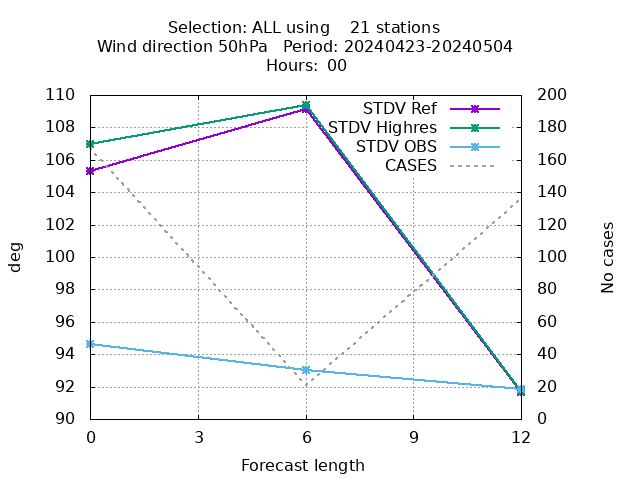 Selection: ALL using    21 stations
Wind direction 50hPa   Period: 20240423-20240504
Hours:  00
110
200
STDV Ref
108
180
STDV Highres
STDV OBS
106
160
CASES
104
140
102
120
deg
100
100
No cases
98
80
96
60
94
40
92
20
90
0
0
3
6
9
12
Forecast length